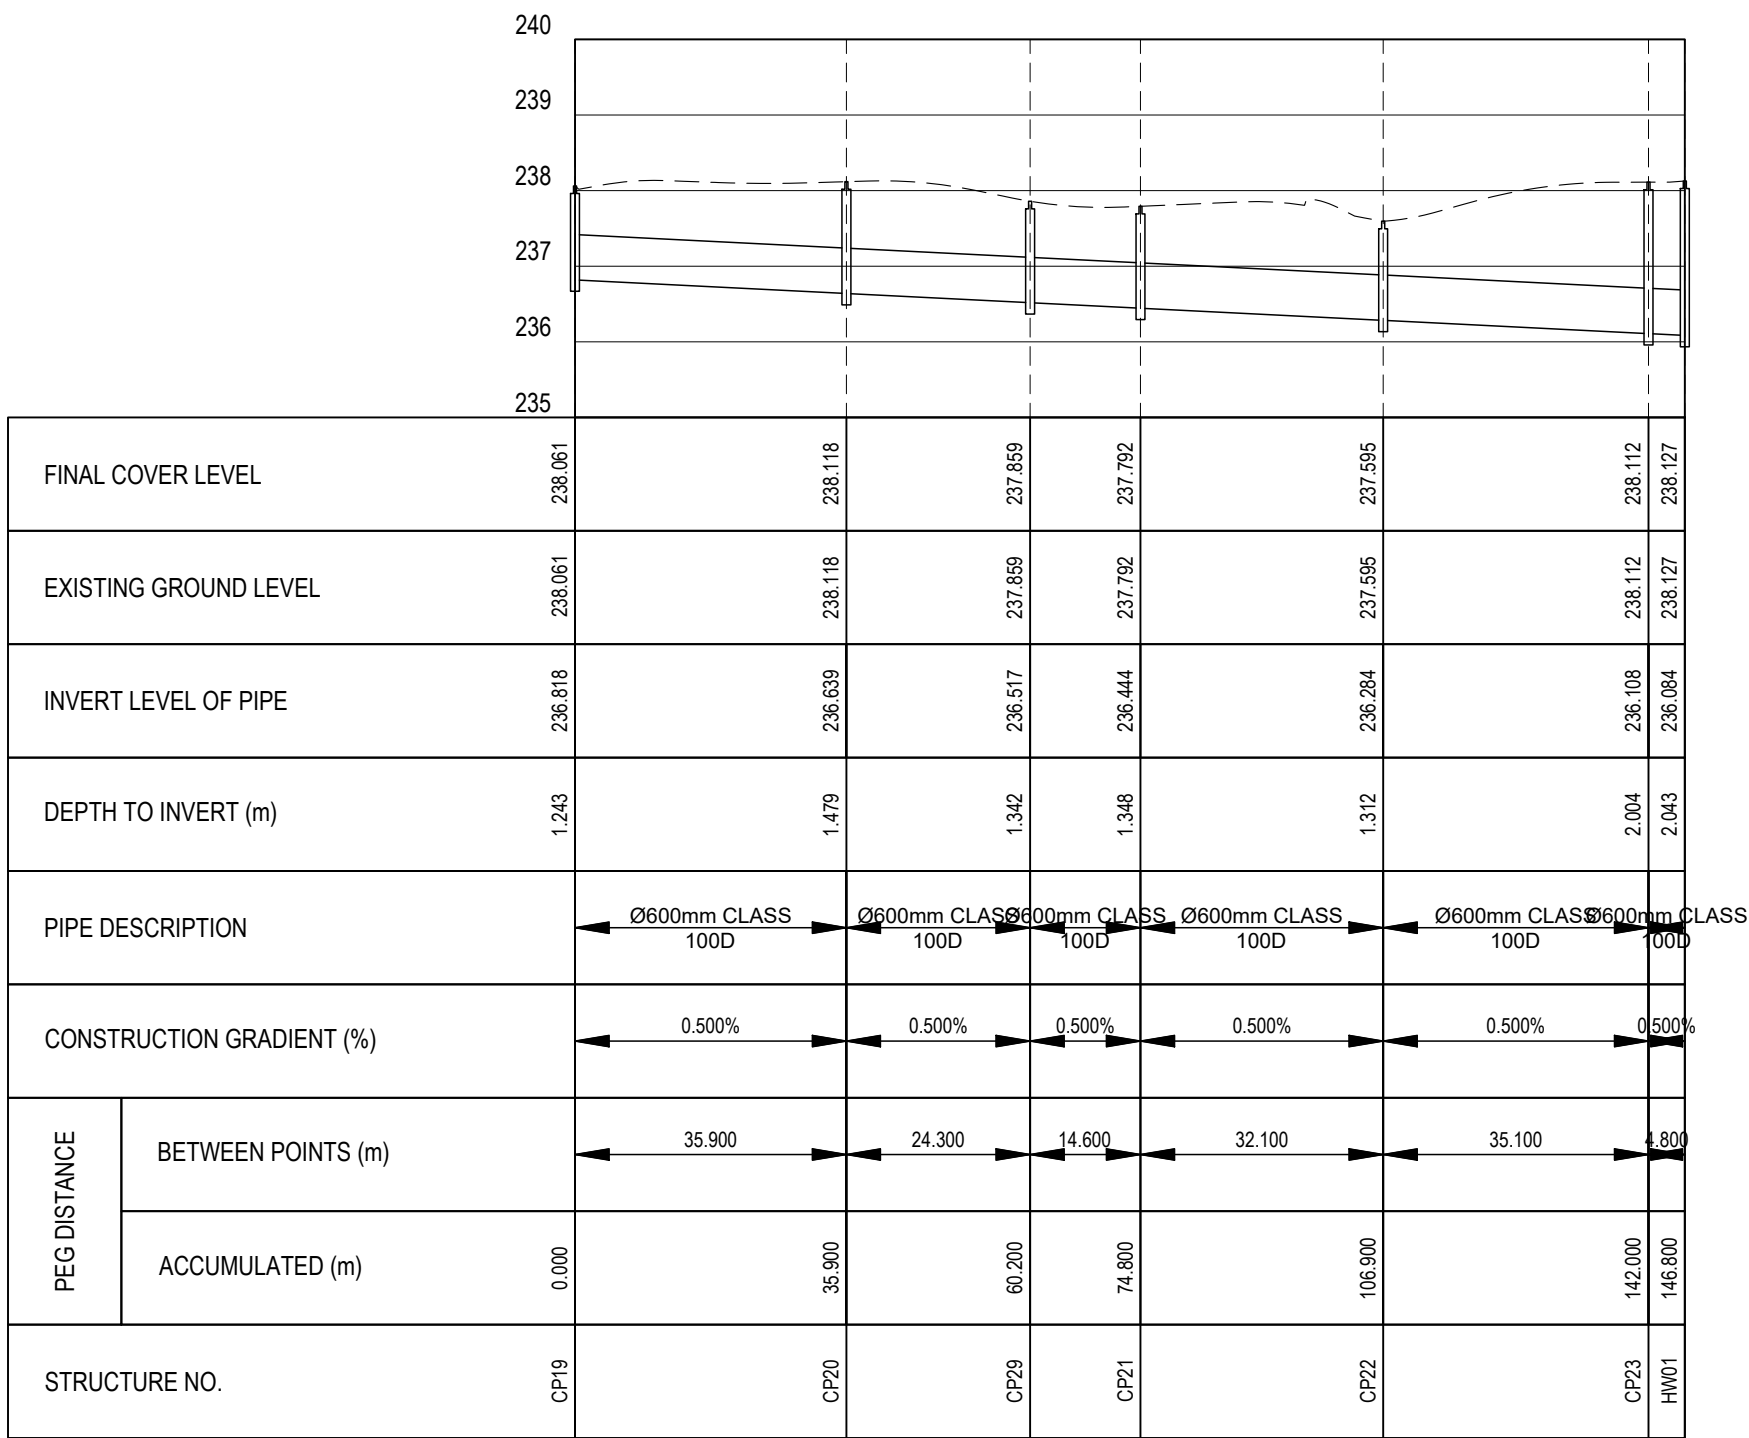 240
239
238
237
236
235
FINAL COVER LEVEL
238.061
238.118
237.859
237.792
237.595
238.112
238.127
EXISTING GROUND LEVEL
238.061
238.118
237.859
237.792
237.595
238.112
238.127
INVERT LEVEL OF PIPE
236.818
236.639
236.517
236.444
236.284
236.108
236.084
DEPTH TO INVERT (m)
1.243
1.479
1.342
1.348
1.312
2.004
2.043
PIPE DESCRIPTION
Ø600mm CLASS
100D
Ø600mm CLASS
100D
Ø600mm CLASS
100D
Ø600mm CLASS
100D
Ø600mm CLASS
100D
Ø600mm CLASS
100D
CONSTRUCTION GRADIENT (%)
0.500%
0.500%
0.500%
0.500%
0.500%
0.500%
PEG DISTANCE
BETWEEN POINTS (m)
35.900
24.300
14.600
32.100
35.100
4.800
ACCUMULATED (m)
0.000
35.900
60.200
74.800
106.900
142.000
146.800
STRUCTURE NO.
CP19
CP20
CP29
CP21
CP22
CP23
HW01